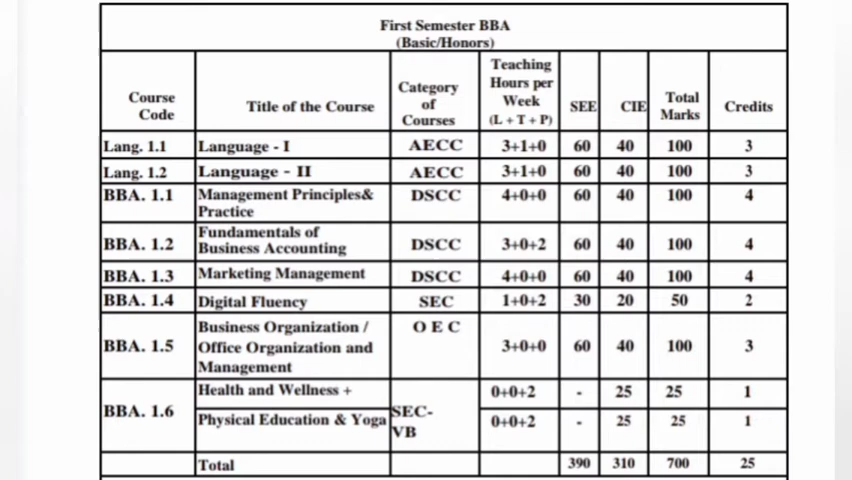 First Semester BBA
(Basic/Honors)
Course Code Title of the Course Category of Courses Teaching Hours per Week (L + T + P) SEE CIE Total Marks Credits
Lang. 1.1 Language - I AECC 3+1+0 60 40 100 3
Lang. 1.2 Language - II AECC 3+1+0 60 40 100 3
BBA. 1.1 Management Principles& Practice DSCC 4+0+0 60 40 100 4
BBA. 1.2 Fundamentals of Business Accounting DSCC 3+0+2 60 40 100 4
BBA. 1.3 Marketing Management DSCC 4+0+0 60 40 100 4
BBA. 1.4 Digital Fluency SEC 1+0+2 30 20 50 2
BBA. 1.5 Business Organization / Office Organization and Management O E C 3+0+0 60 40 100 3
BBA. 1.6 Health and Wellness + SEC-VB 0+0+2 - 25 25 1
Physical Education & Yoga 0+0+2 - 25 25 1
Total 390 310 700 25